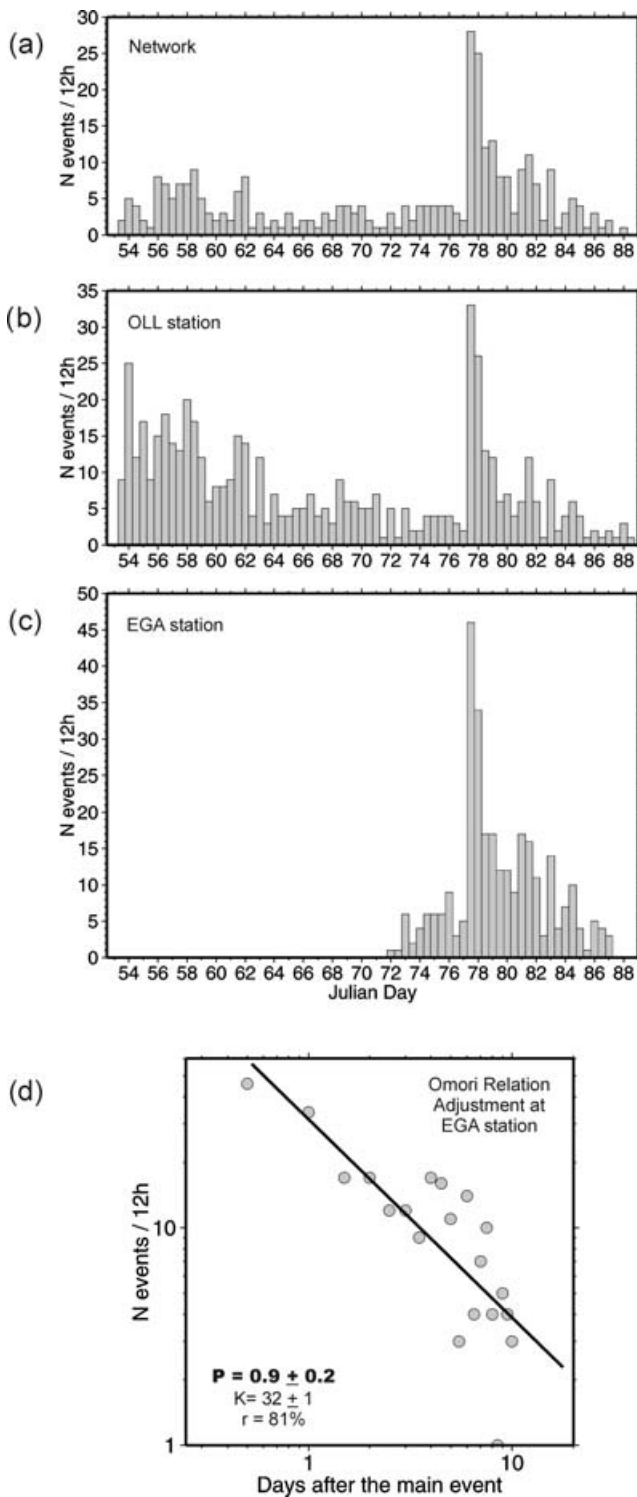 (a)
Network
N events / 12h
30
25
20
15
10
5
0
54 56 58 60 62 64 66 68 70 72 74 76 78 80 82 84 86 88
(b)
OLL station
N events / 12h
35
30
25
20
15
10
5
0
54 56 58 60 62 64 66 68 70 72 74 76 78 80 82 84 86 88
(c)
EGA station
N events / 12h
50
45
40
35
30
25
20
15
10
5
0
54 56 58 60 62 64 66 68 70 72 74 76 78 80 82 84 86 88
Julian Day
(d)
Omori Relation
Adjustment at
EGA station
N events / 12h
10
1
P = 0.9 ± 0.2
K= 32 ± 1
r = 81%
1 10
Days after the main event